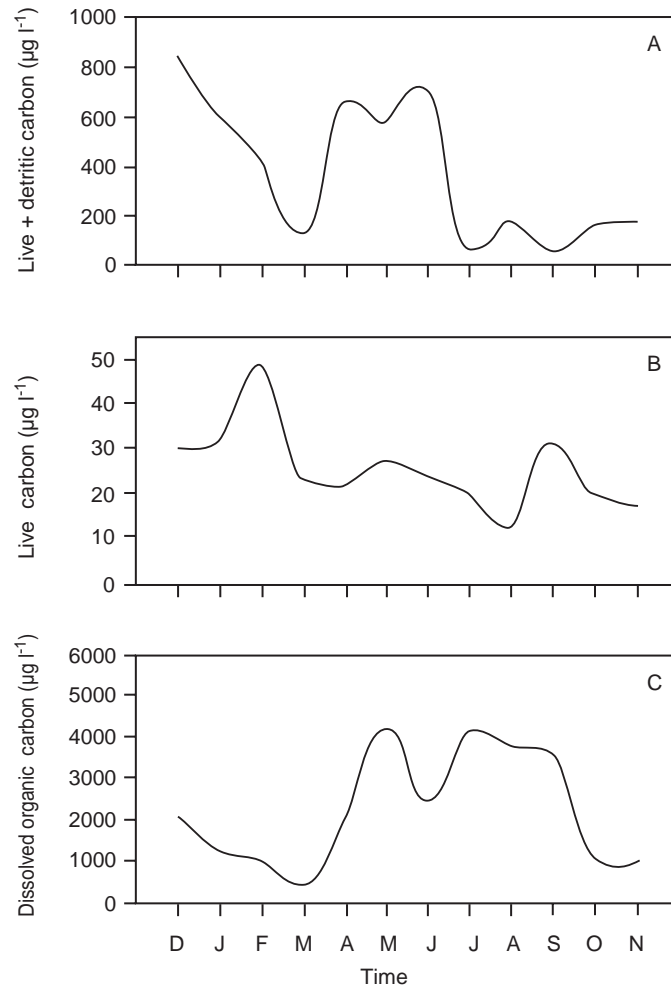 Live + detritic carbon (µg l-1)
1000
800
600
400
200
0
A
Live carbon (µg l-1)
50
40
30
20
10
0
B
Dissolved organic carbon (µg l-1)
6000
5000
4000
3000
2000
1000
0
C
D J F M A M J J A S O N
Time